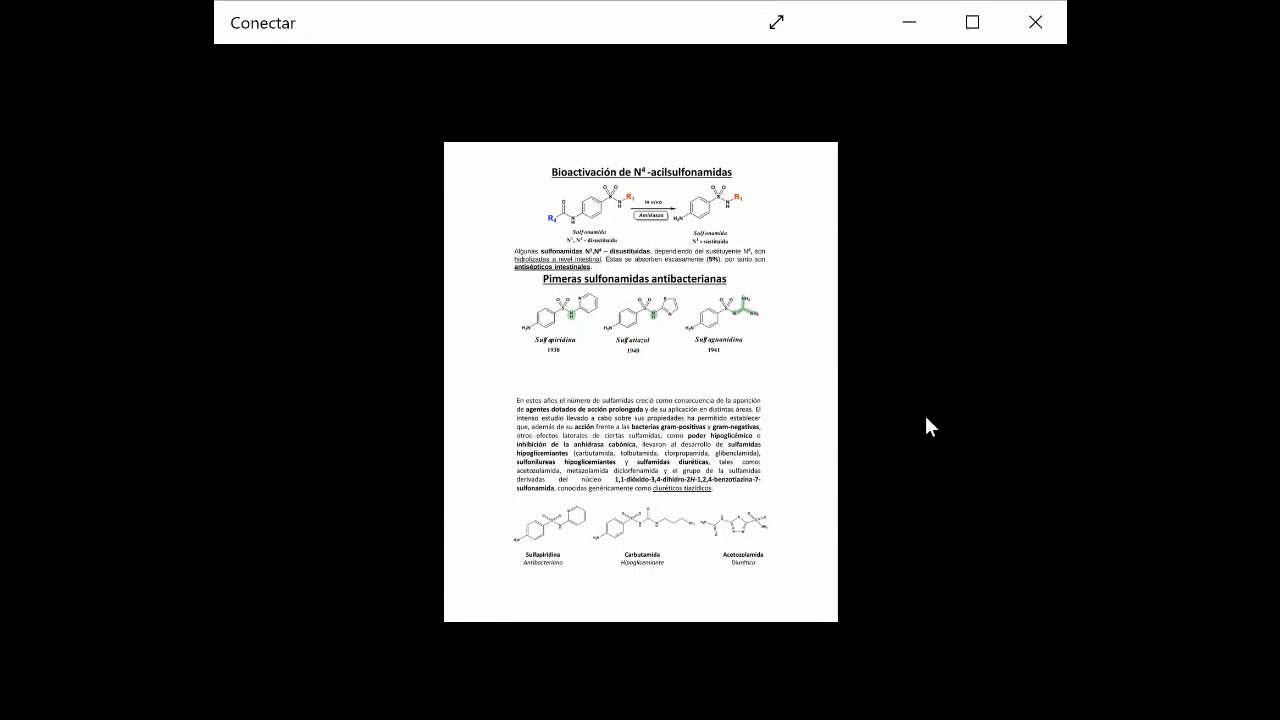 Conectar
Bioactivación de N⁴ -acilsulfonamidas
O O
S R₁
N
H
O
R₄ N
H
In vivo
Amidasas
O O
S R₁
N
H
H₂N
Sulfonamida
N¹, N⁴ - disustituida
Sulfonamida
N¹ - sustituida
Algunas sulfonamidas N¹,N⁴ – disustituidas, dependiendo del sustituyente N⁴, son
hidrolizadas a nivel intestinal. Éstas se absorben escasamente (5%), por tanto son
antisépticos intestinales.
Pimeras sulfonamidas antibacterianas
Sulfapiridina
1938
Sulfatiazol
1940
Sulfaguanidina
1941
En estos años el número de sulfamidas creció como consecuencia de la aparición
de agentes dotados de acción prolongada y de su aplicación en distintas áreas. El
intenso estudio llevado a cabo sobre sus propiedades ha permitido establecer
que, además de su acción frente a las bacterias gram-positivas y gram-negativas,
otros efectos laterales de ciertas sulfamidas, como poder hipoglicémico e
inhibición de la anhidrasa cabónica, llevaron al desarrollo de sulfamidas
hipoglicemiantes (carbutamida, tolbutamida, clorpropamida, glibenclamida),
sulfonilureas hipoglicemiantes y sulfamidas diuréticas, tales como:
acetozolamida, metazolamida diclorfenamida y el grupo de la sulfamidas
derivadas del núcleo 1,1-dióxido-3,4-dihidro-2H-1,2,4-benzotiazina-7-
sulfonamida, conocidas genéricamente como diuréticos tiazídicos.
Sulfapiridina
Antibacteriano
Carbutamida
Hipoglicemiante
Acetozolamida
Diurético